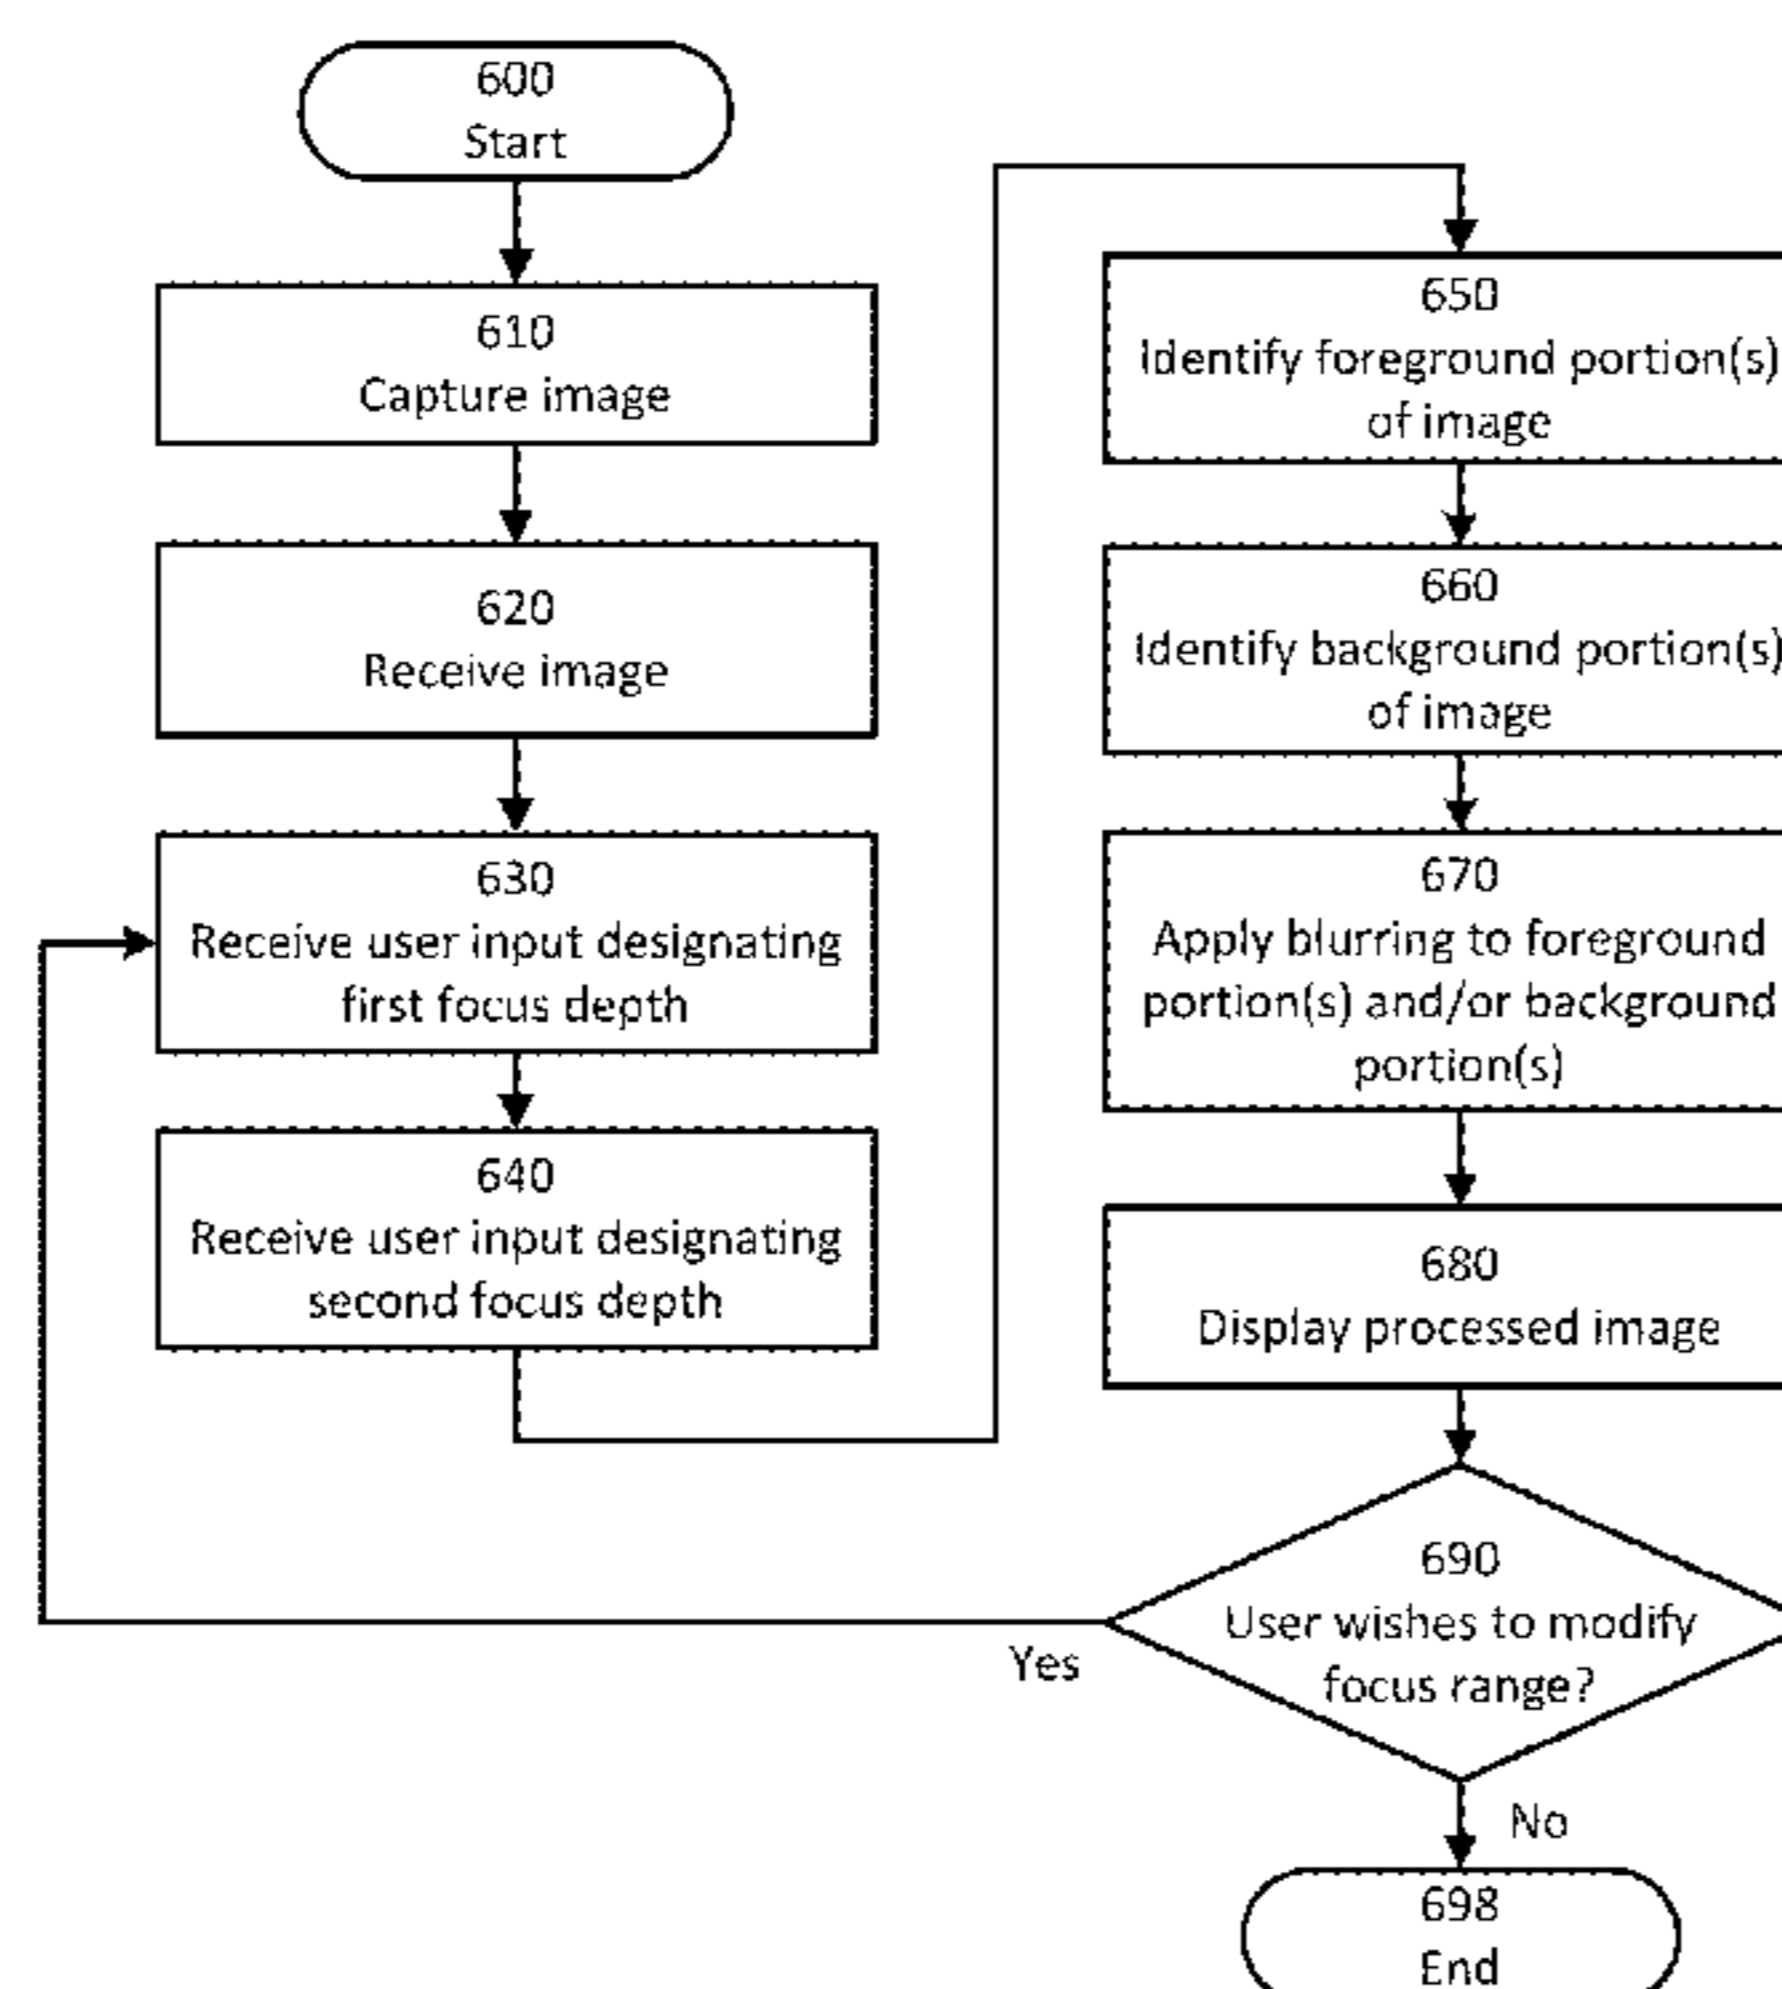 600
Start
610
Capture image
620
Receive image
630
Receive user input designating
first focus depth
640
Receive user input designating
second focus depth
650
Identify foreground portion(s)
of image
660
Identify background portion(s)
of image
670
Apply blurring to foreground
portion(s) and/or background
portion(s)
680
Display processed image
690
User wishes to modify
focus range?
Yes
No
698
End